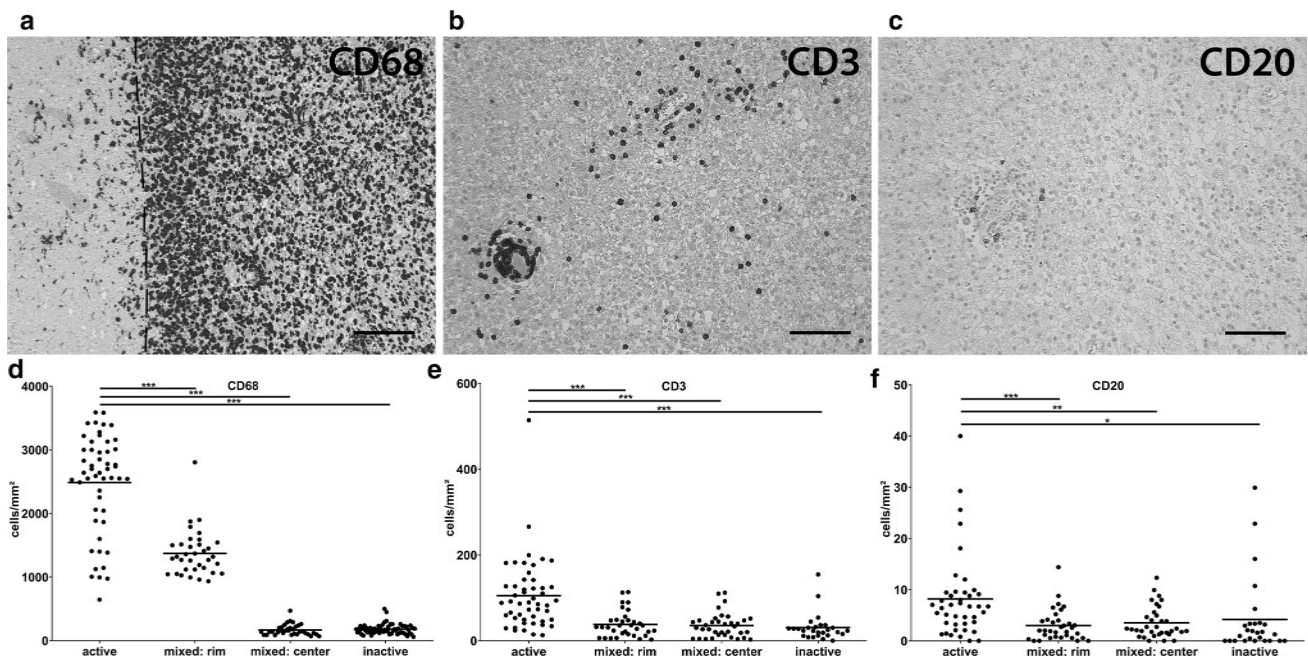 a
CD68
b
CD3
c
CD20
d
CD68
***
***
***
cells/mm²
4000
3000
2000
1000
0
active
mixed: rim
mixed: center
inactive
e
CD3
***
***
***
cells/mm²
600
400
200
0
active
mixed: rim
mixed: center
inactive
f
CD20
***
**
*
cells/mm²
50
40
30
20
10
0
active
mixed: rim
mixed: center
inactive